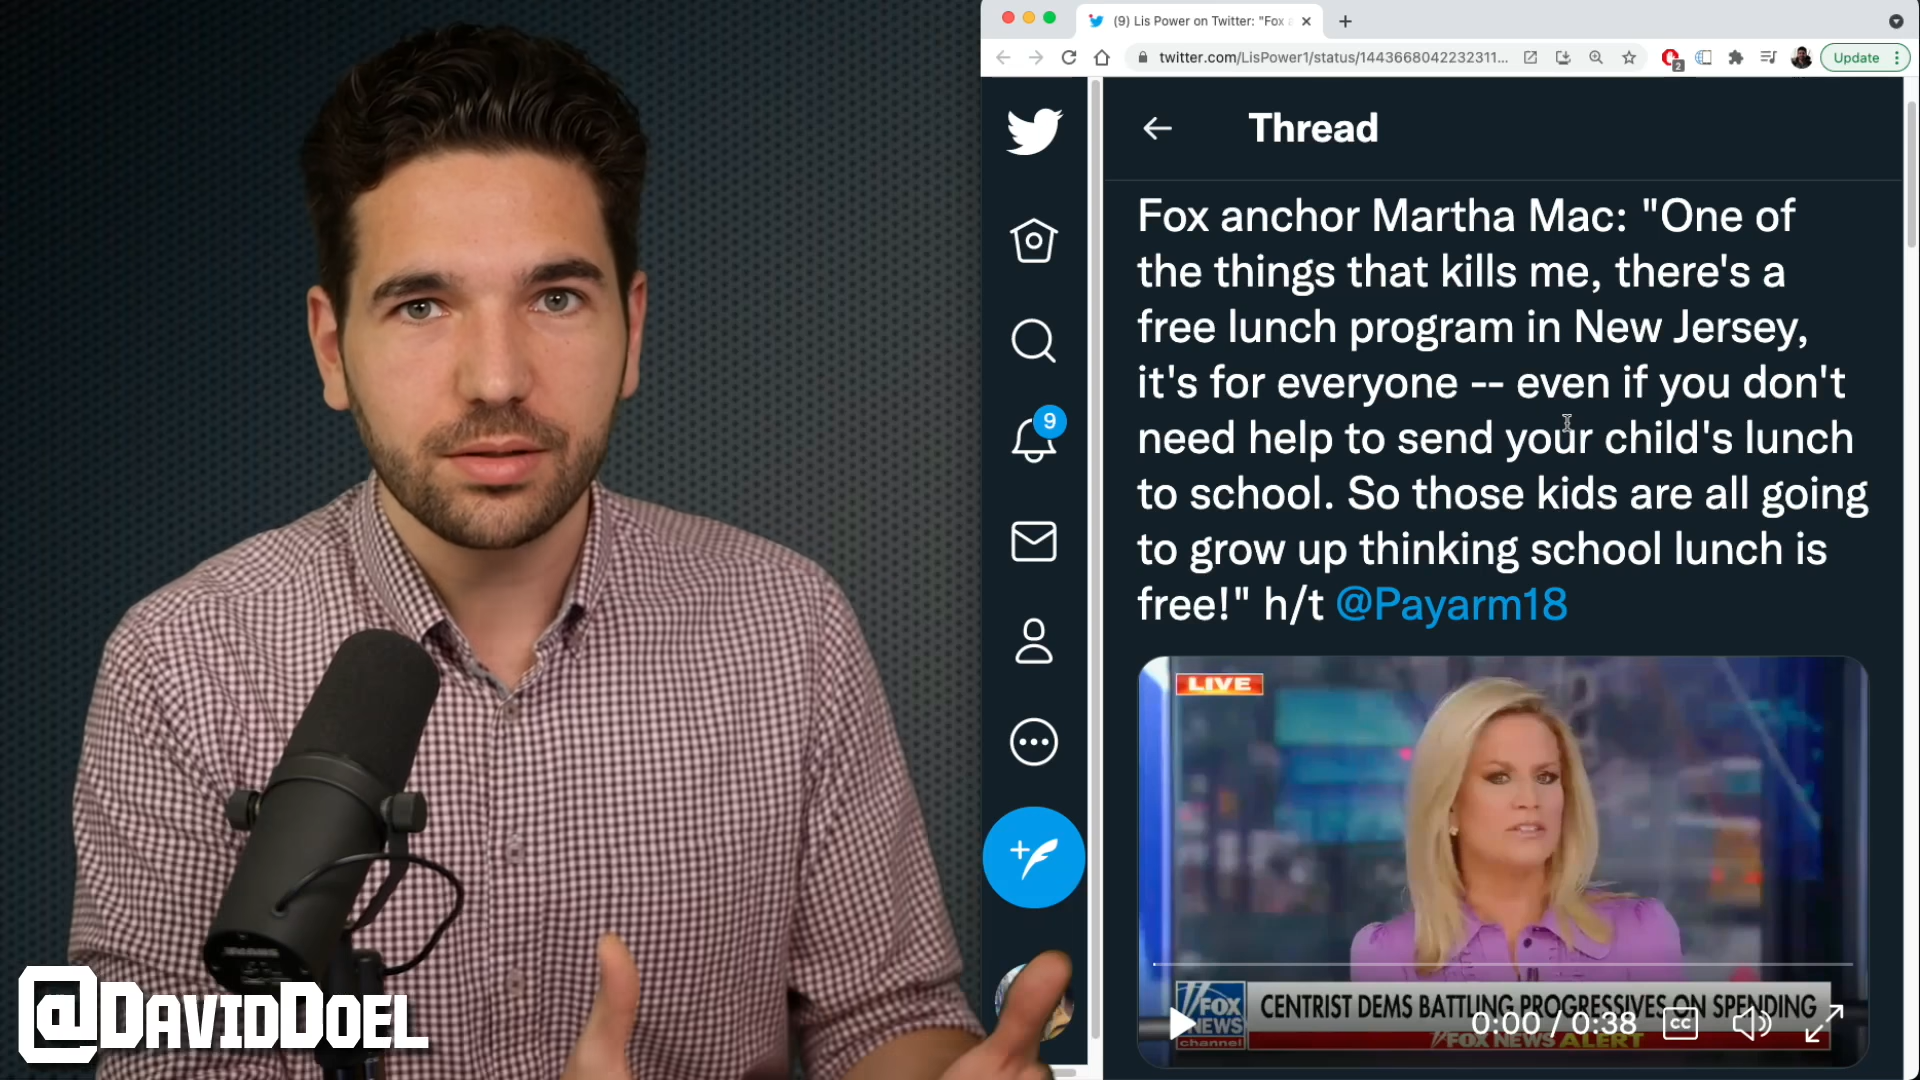 (9) Lis Power on Twitter: "Fox a
twitter.com/LisPower1/status/1443668042232311...
2
Update
Thread
9
Fox anchor Martha Mac: "One of
the things that kills me, there's a
free lunch program in New Jersey,
it's for everyone -- even if you don't
need help to send your child's lunch
to school. So those kids are all going
to grow up thinking school lunch is
free!" h/t @Payarm18
LIVE
FOX
NEWS
channel
CENTRIST DEMS BATTLING PROGRESSIVES ON SPENDING
0:00 / 0:38
CC
FOX NEWS ALERT
@DAVIDDOEL